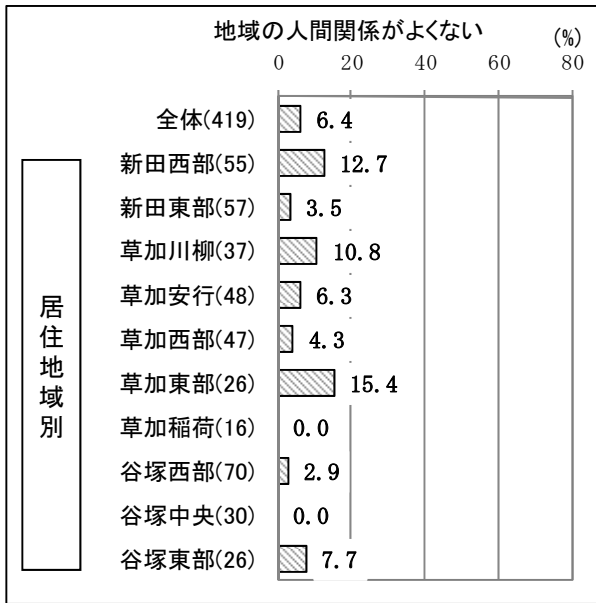 地域の人間関係がよくない
(%)
0 20 40 60 80
全体(419) 6.4
新田西部(55) 12.7
新田東部(57) 3.5
草加川柳(37) 10.8
草加安行(48) 6.3
草加西部(47) 4.3
草加東部(26) 15.4
草加稲荷(16) 0.0
谷塚西部(70) 2.9
谷塚中央(30) 0.0
谷塚東部(26) 7.7
居住地域別